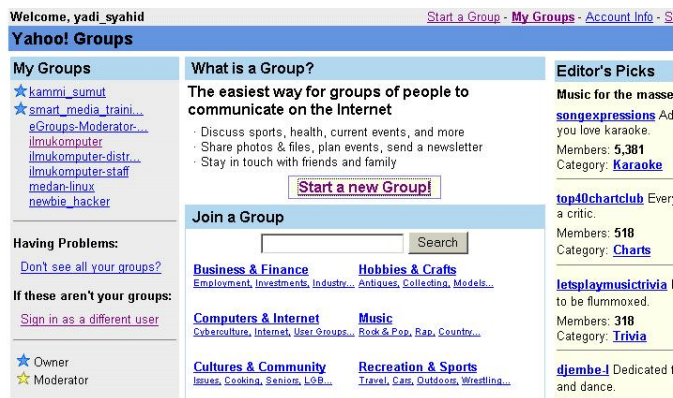 Welcome, yadi_syahid
Start a Group - My Groups - Account Info - S
Yahoo! Groups
My Groups
kammi_sumut
smart_media_traini...
eGroups-Moderator-...
ilmukomputer
ilmukomputer-distr...
ilmukomputer-staff
medan-linux
newbie_hacker
Having Problems:
Don't see all your groups?
If these aren't your groups:
Sign in as a different user
Owner
Moderator
What is a Group?
The easiest way for groups of people to
communicate on the Internet
· Discuss sports, health, current events, and more
· Share photos & files, plan events, send a newsletter
· Stay in touch with friends and family
Start a new Group!
Join a Group
Search
Business & Finance
Employment, Investments, Industry...
Hobbies & Crafts
Antiques, Collecting, Models...
Computers & Internet
Cyberculture, Internet, User Groups...
Music
Rock & Pop, Rap, Country...
Cultures & Community
Issues, Cooking, Seniors, LGB...
Recreation & Sports
Travel, Cars, Outdoors, Wrestling...
Editor's Picks
Music for the masse
songexpressions Ad
you love karaoke.
Members: 5,381
Category: Karaoke
top40chartclub Every
a critic.
Members: 518
Category: Charts
letsplaymusictrivia
to be flummoxed.
Members: 318
Category: Trivia
djembe-l Dedicated f
and dance.